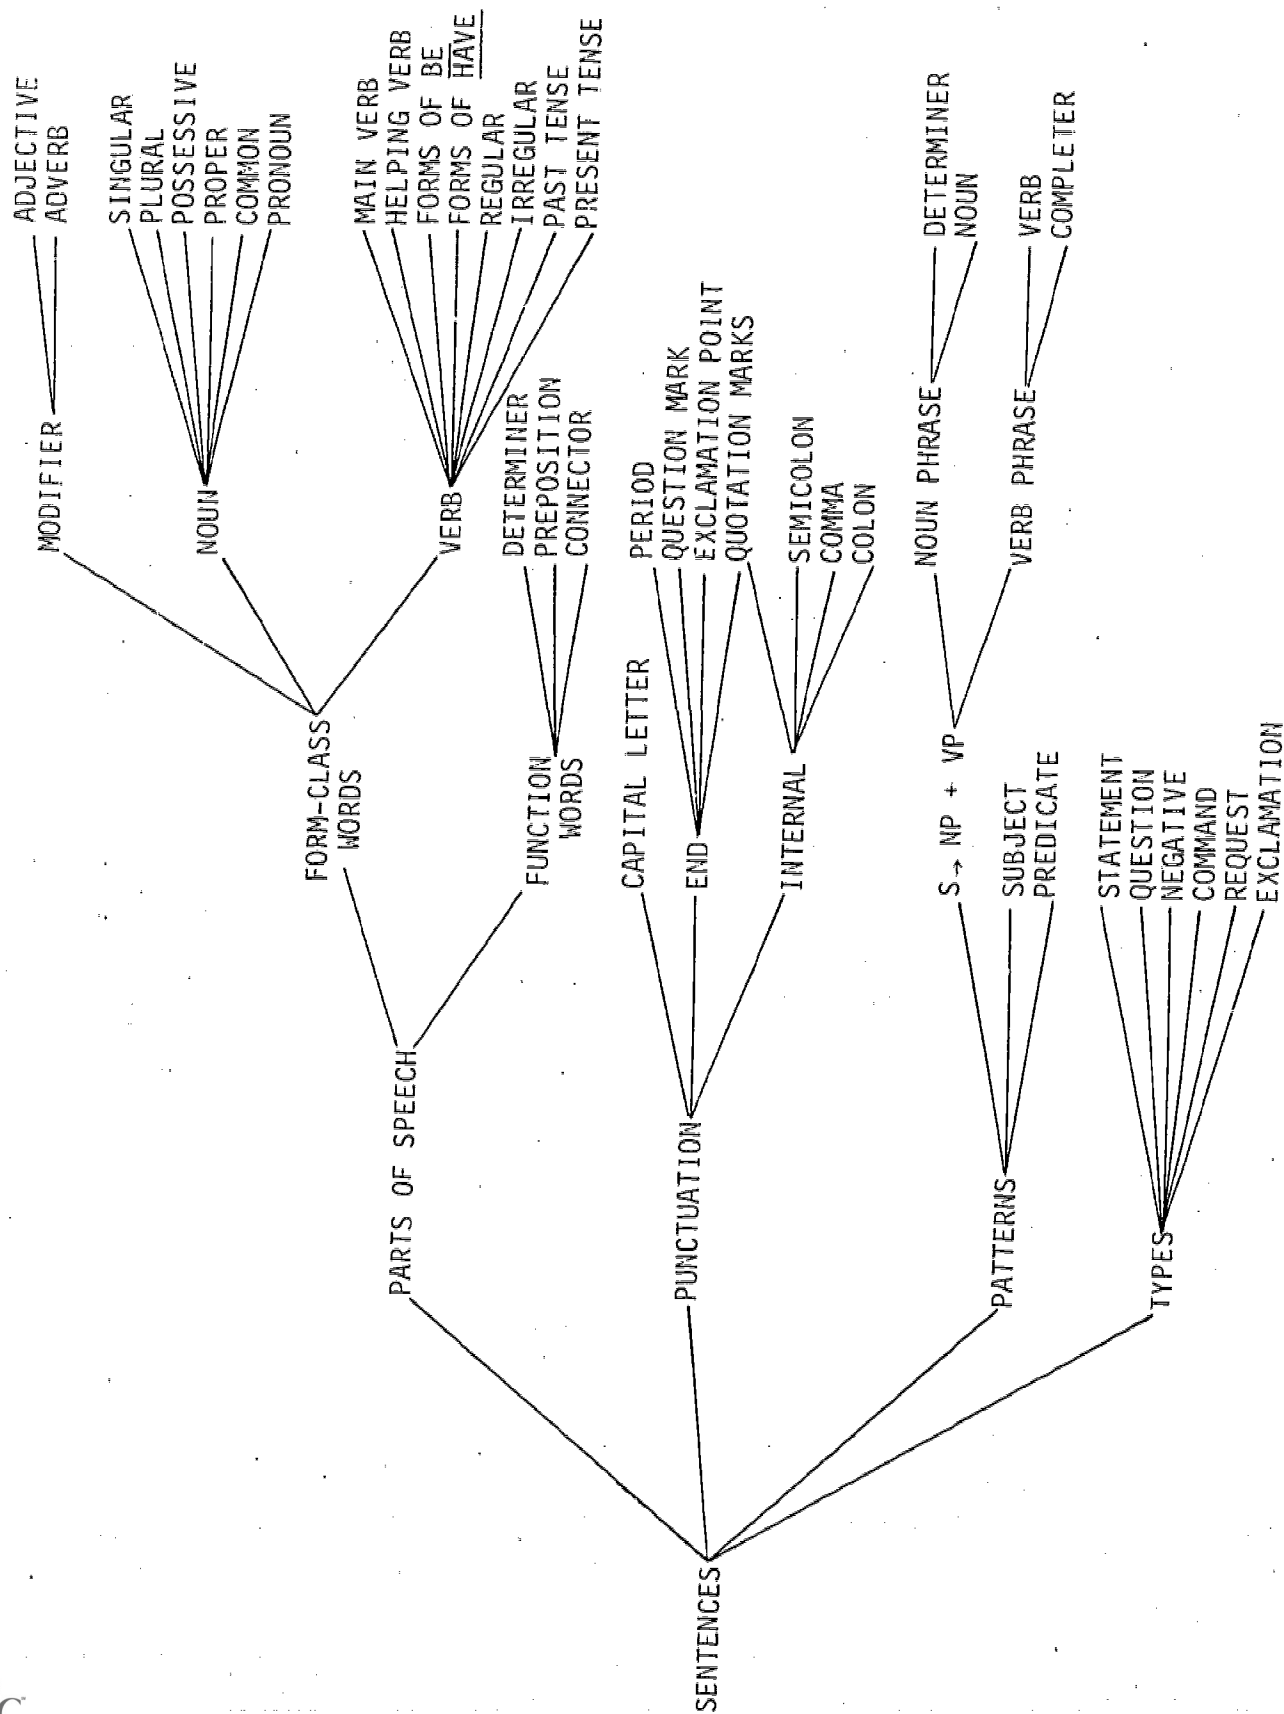 SENTENCES
PARTS OF SPEECH
FORM-CLASS
WORDS
MODIFIER
ADJECTIVE
ADVERB
NOUN
SINGULAR
PLURAL
POSSESSIVE
PROPER
COMMON
PRONOUN
VERB
MAIN VERB
HELPING VERB
FORMS OF BE
FORMS OF HAVE
REGULAR
IRREGULAR
PAST TENSE
PRESENT TENSE
FUNCTION
WORDS
DETERMINER
PREPOSITION
CONNECTOR
PUNCTUATION
CAPITAL LETTER
END
PERIOD
QUESTION MARK
EXCLAMATION POINT
QUOTATION MARKS
INTERNAL
SEMICOLON
COMMA
COLON
PATTERNS
S → NP + VP
NOUN PHRASE
DETERMINER
NOUN
VERB PHRASE
VERB
COMPLETER
SUBJECT
PREDICATE
TYPES
STATEMENT
QUESTION
NEGATIVE
COMMAND
REQUEST
EXCLAMATION